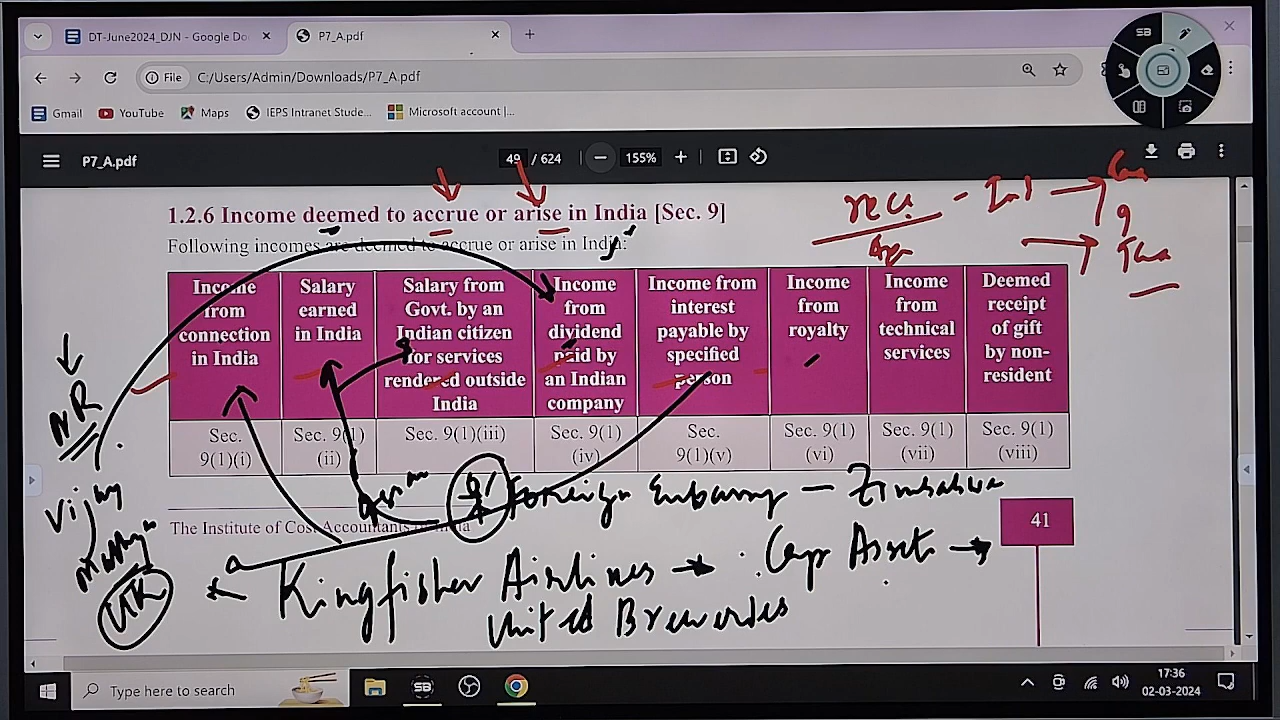 DT-June2024_DJN - Google Do
P7_A.pdf
File C:/Users/Admin/Downloads/P7_A.pdf
Gmail YouTube Maps IEPS Intranet Stude... Microsoft account |...
SB
P7_A.pdf 49 / 624 155%
1.2.6 Income deemed to accrue or arise in India [Sec. 9]
Following incomes are deemed to accrue or arise in India:
Income from connection in India
Salary earned in India
Salary from Govt. by an Indian citizen for services rendered outside India
Income from dividend paid by an Indian company
Income from interest payable by specified person
Income from royalty
Income from technical services
Deemed receipt of gift by non-resident
Sec. 9(1)(i)
Sec. 9(1)(ii)
Sec. 9(1)(iii)
Sec. 9(1)(iv)
Sec. 9(1)(v)
Sec. 9(1)(vi)
Sec. 9(1)(vii)
Sec. 9(1)(viii)
NR
Vijay
UK
Foreign Embassy - Zimbabwe
The Institute of Cost Accountants of India
41
Kingfisher Airlines → Cap Asset →
United Breweries
Type here to search
SB
17:36
02-03-2024